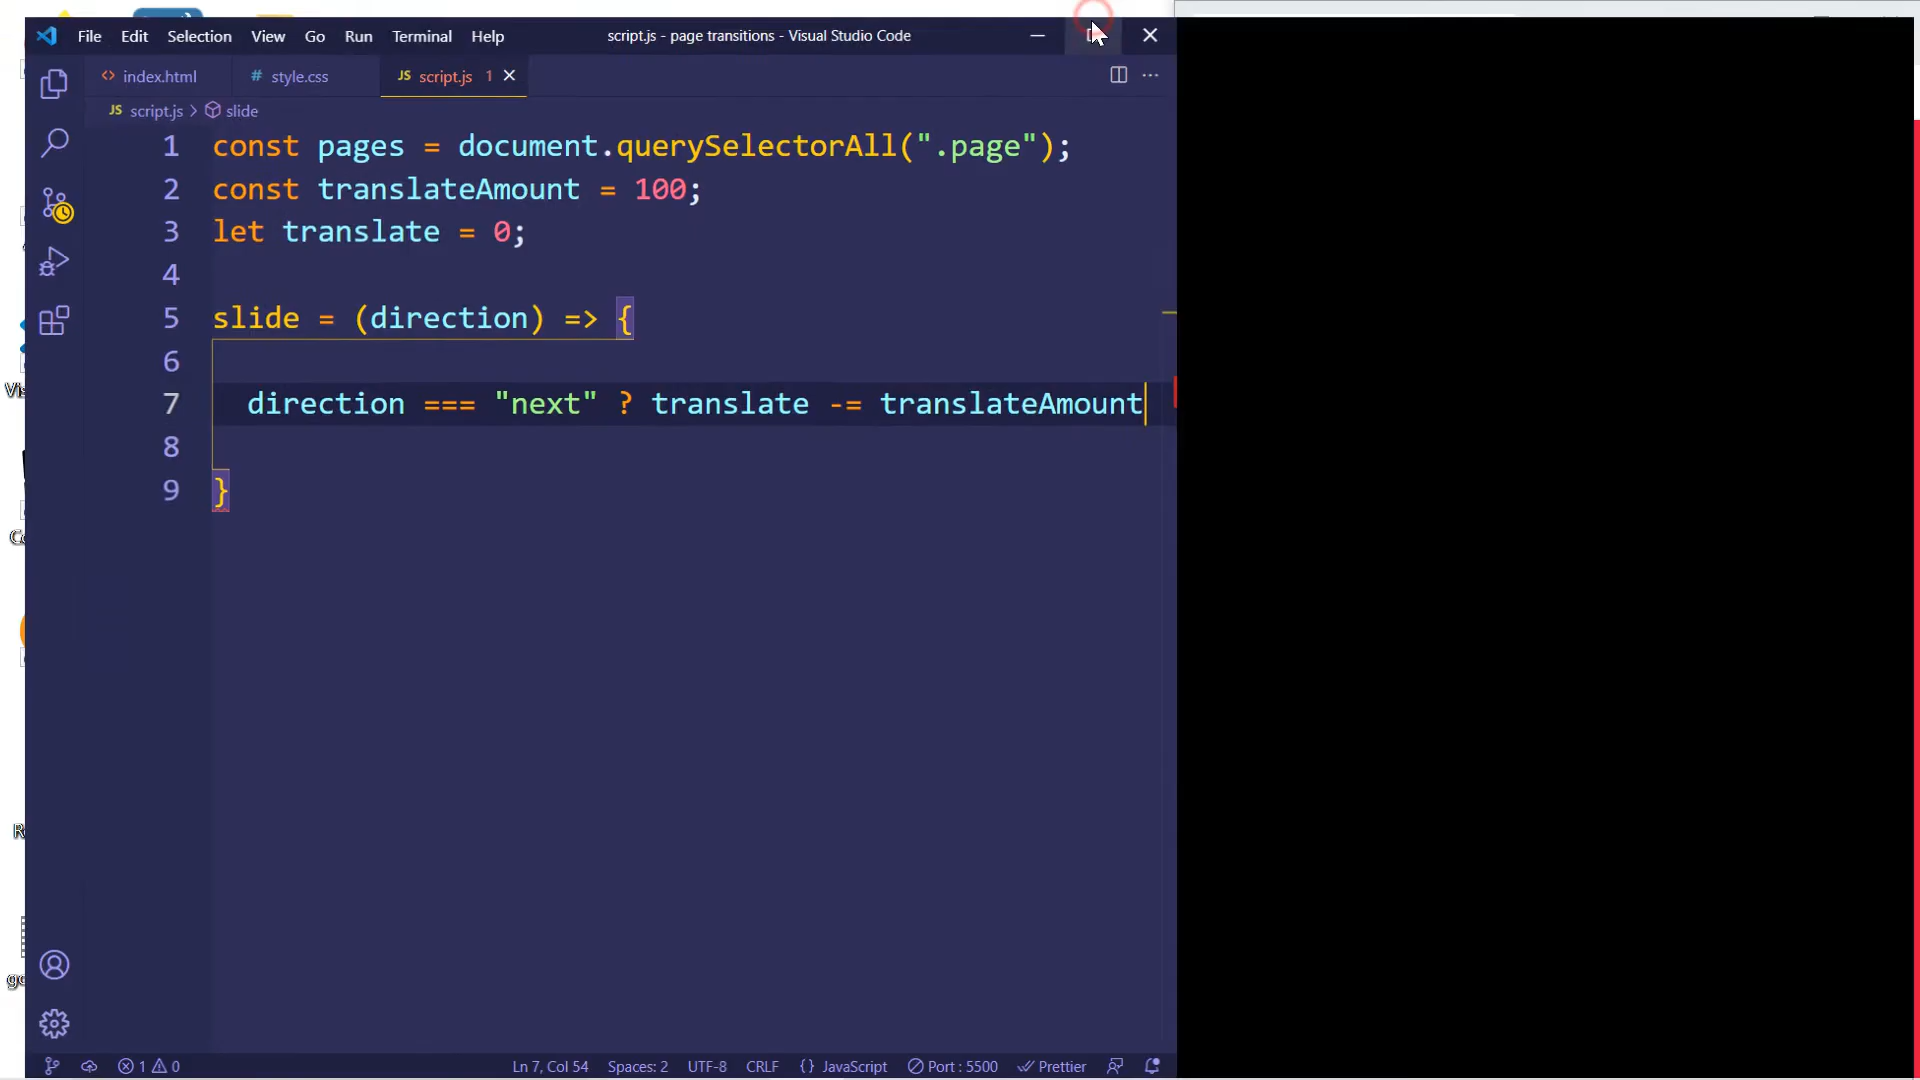 File Edit Selection View Go Run Terminal Help script.js - page transitions - Visual Studio Code
index.html # style.css JS script.js 1
JS script.js > slide
1 const pages = document.querySelectorAll(".page");
2 const translateAmount = 100;
3 let translate = 0;
4
5 slide = (direction) => {
6
7 direction === "next" ? translate -= translateAmount
8
9 }
Ln 7, Col 54 Spaces: 2 UTF-8 CRLF {} JavaScript Port : 5500 Prettier
1 0
Vis
Co
R